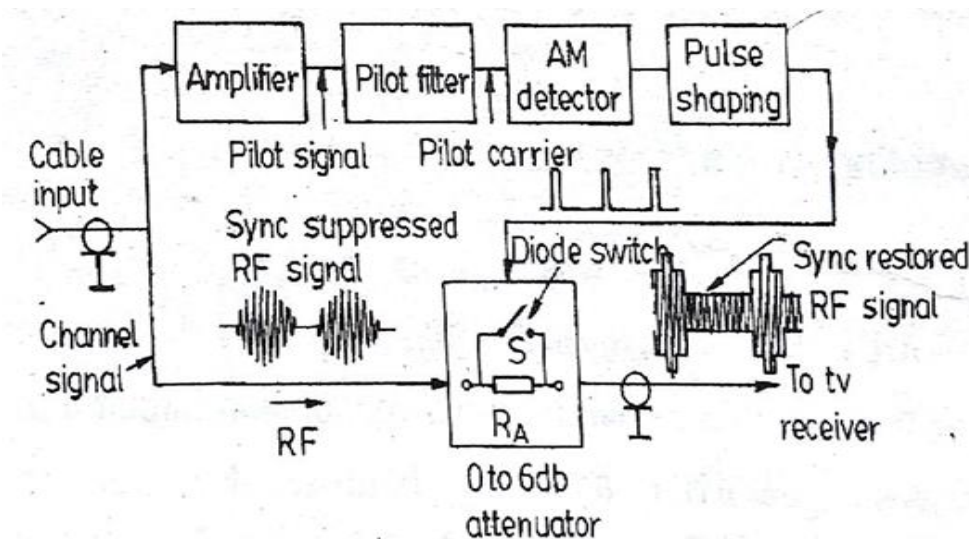 Amplifier
Pilot filter
AM
detector
Pulse
shaping
Cable
input
Pilot signal
Pilot carrier
Sync suppressed
RF signal
Diode switch
Sync restored
RF signal
Channel
signal
S
RA
RF
To tv
receiver
0 to 6db
attenuator